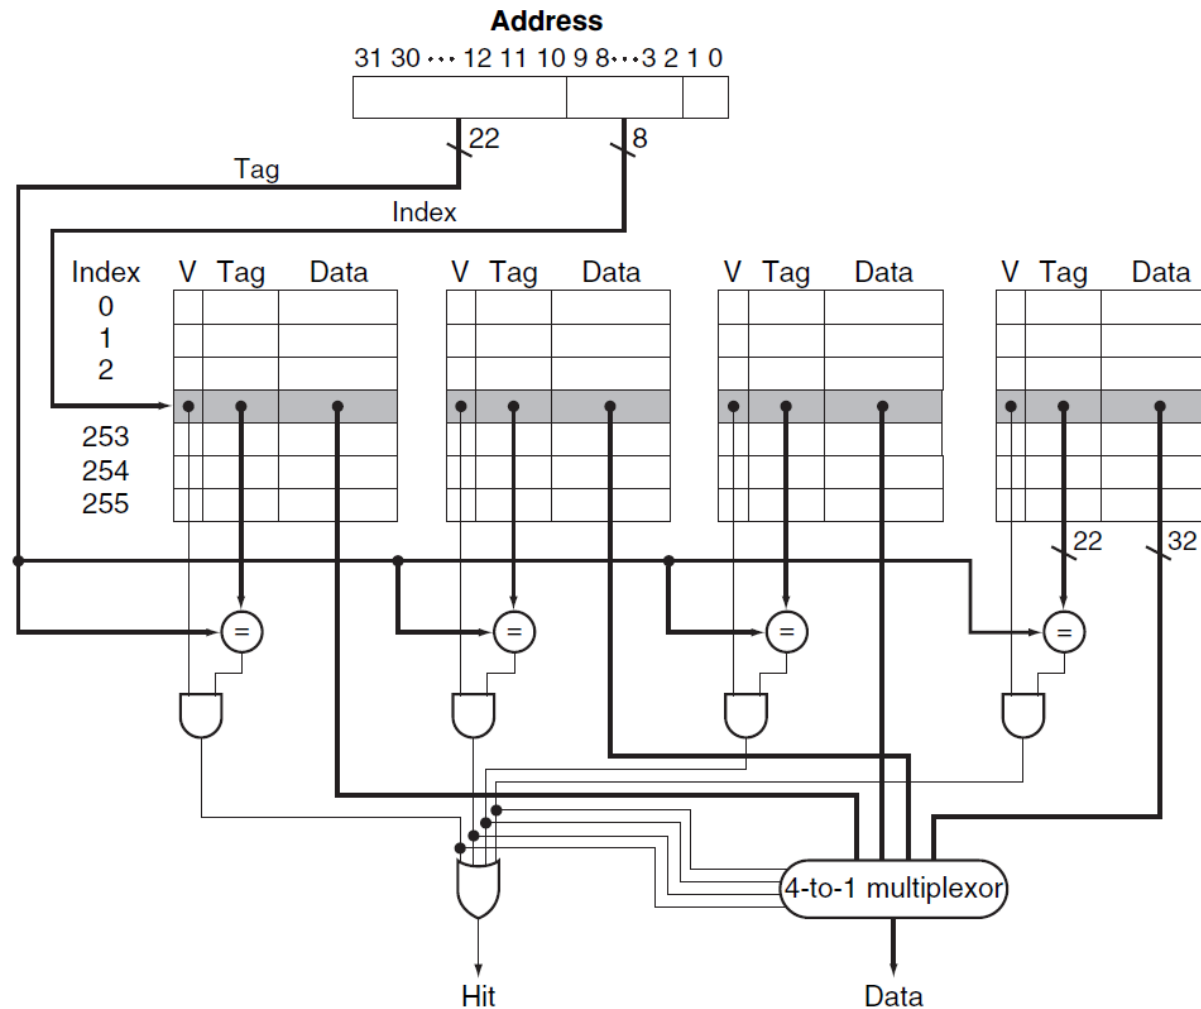 Address
31 30 ··· 12 11 10 9 8···3 2 1 0
22 8
Tag
Index
Index V Tag Data V Tag Data V Tag Data V Tag Data
0
1
2
253
254
255
22 32
= = = =
4-to-1 multiplexor
Hit Data